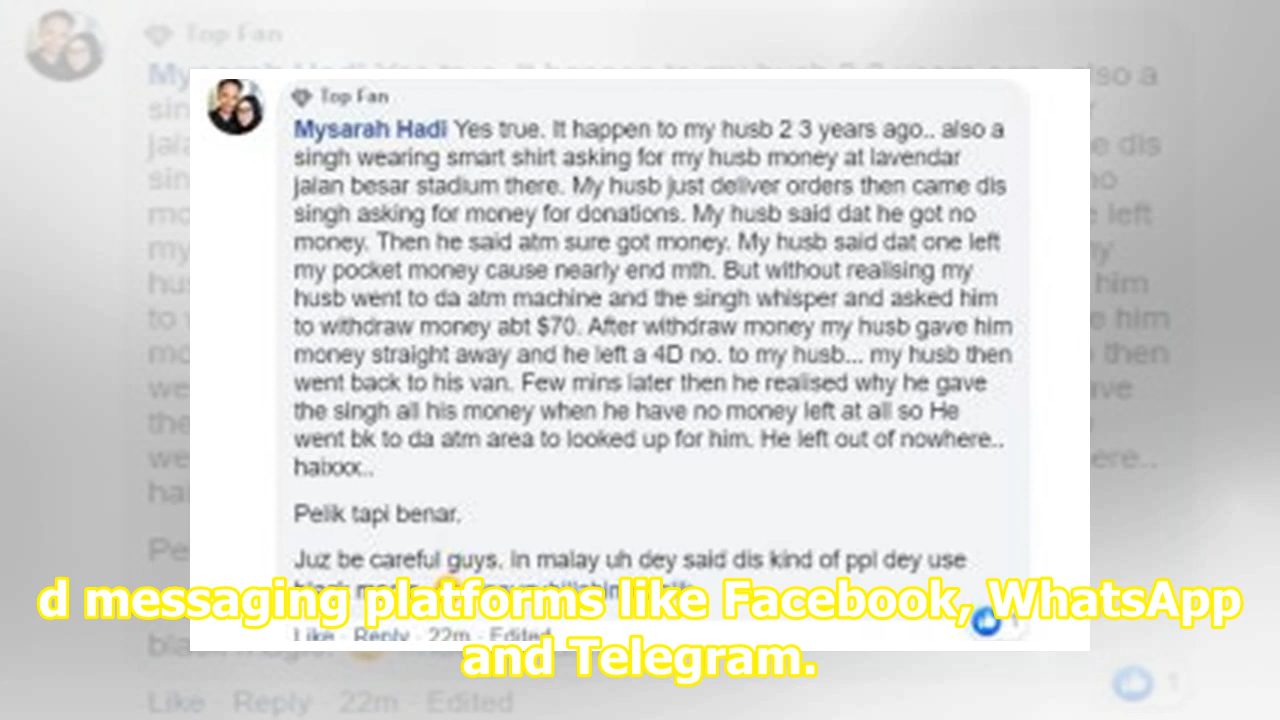 Top Fan
Mysarah Hadi Yes true. It happen to my husb 2 3 years ago.. also a
singh wearing smart shirt asking for my husb money at lavendar
jalan besar stadium there. My husb just deliver orders then came dis
singh asking for money for donations. My husb said dat he got no
money. Then he said atm sure got money. My husb said dat one left
my pocket money cause nearly end mth. But without realising my
husb went to da atm machine and the singh whisper and asked him
to withdraw money abt $70. After withdraw money my husb gave him
money straight away and he left a 4D no. to my husb... my husb then
went back to his van. Few mins later then he realised why he gave
the singh all his money when he have no money left at all so He
went bk to da atm area to looked up for him. He left out of nowhere..
haixxx..
Pelik tapi benar.
Juz be careful guys. In malay uh dey said dis kind of ppl dey use
d messaging platforms like Facebook, WhatsApp
and Telegram.
Like Reply 22m Edited